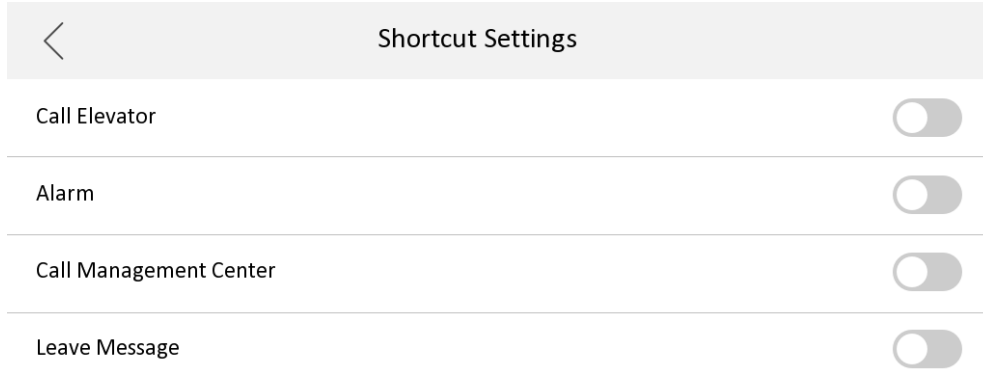 Shortcut Settings
Call Elevator
Alarm
Call Management Center
Leave Message